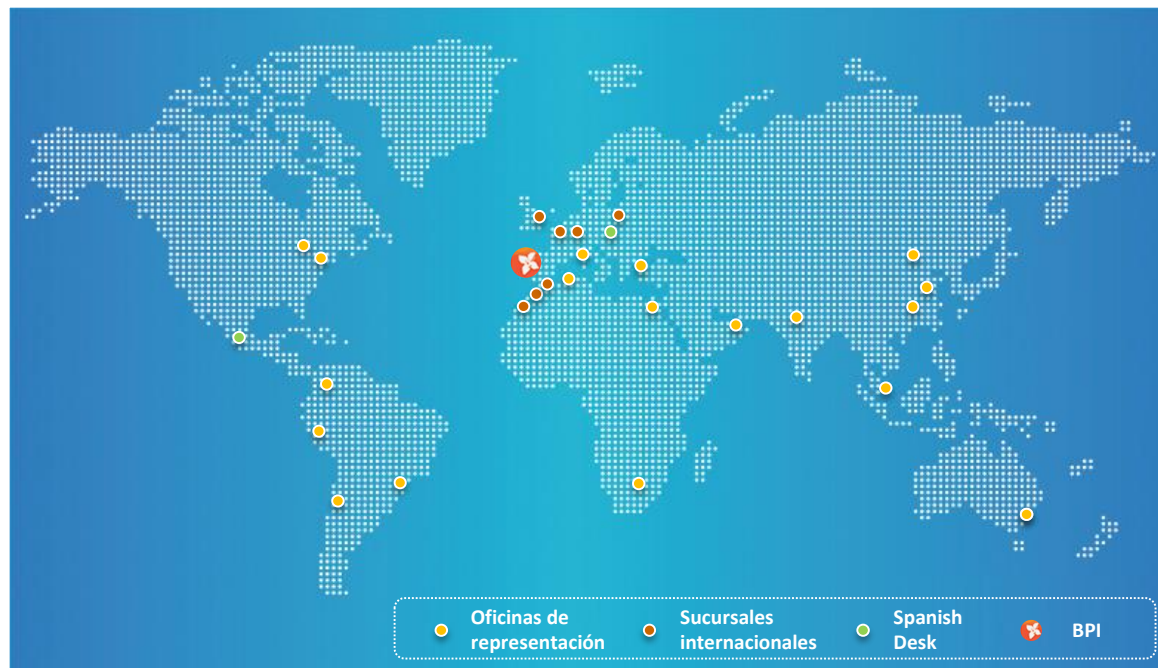 Oficinas de
representación
Sucursales
internacionales
Spanish
Desk
BPI